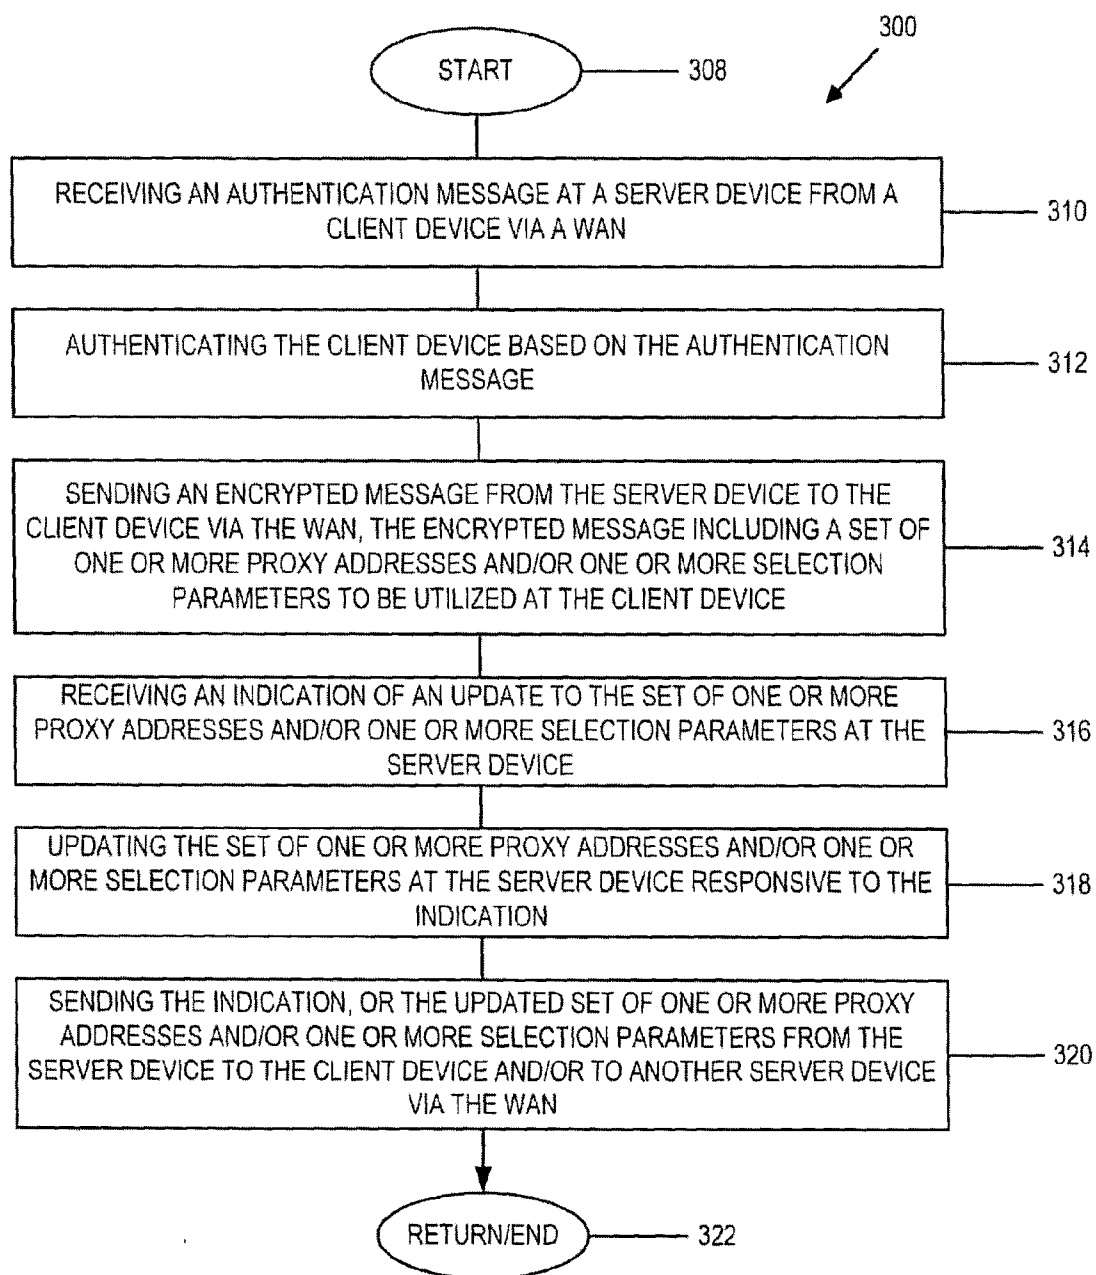 300
START
308
RECEIVING AN AUTHENTICATION MESSAGE AT A SERVER DEVICE FROM A
CLIENT DEVICE VIA A WAN
310
AUTHENTICATING THE CLIENT DEVICE BASED ON THE AUTHENTICATION
MESSAGE
312
SENDING AN ENCRYPTED MESSAGE FROM THE SERVER DEVICE TO THE
CLIENT DEVICE VIA THE WAN, THE ENCRYPTED MESSAGE INCLUDING A SET OF
ONE OR MORE PROXY ADDRESSES AND/OR ONE OR MORE SELECTION
PARAMETERS TO BE UTILIZED AT THE CLIENT DEVICE
314
RECEIVING AN INDICATION OF AN UPDATE TO THE SET OF ONE OR MORE
PROXY ADDRESSES AND/OR ONE OR MORE SELECTION PARAMETERS AT THE
SERVER DEVICE
316
UPDATING THE SET OF ONE OR MORE PROXY ADDRESSES AND/OR ONE OR
MORE SELECTION PARAMETERS AT THE SERVER DEVICE RESPONSIVE TO THE
INDICATION
318
SENDING THE INDICATION, OR THE UPDATED SET OF ONE OR MORE PROXY
ADDRESSES AND/OR ONE OR MORE SELECTION PARAMETERS FROM THE
SERVER DEVICE TO THE CLIENT DEVICE AND/OR TO ANOTHER SERVER DEVICE
VIA THE WAN
320
RETURN/END
322